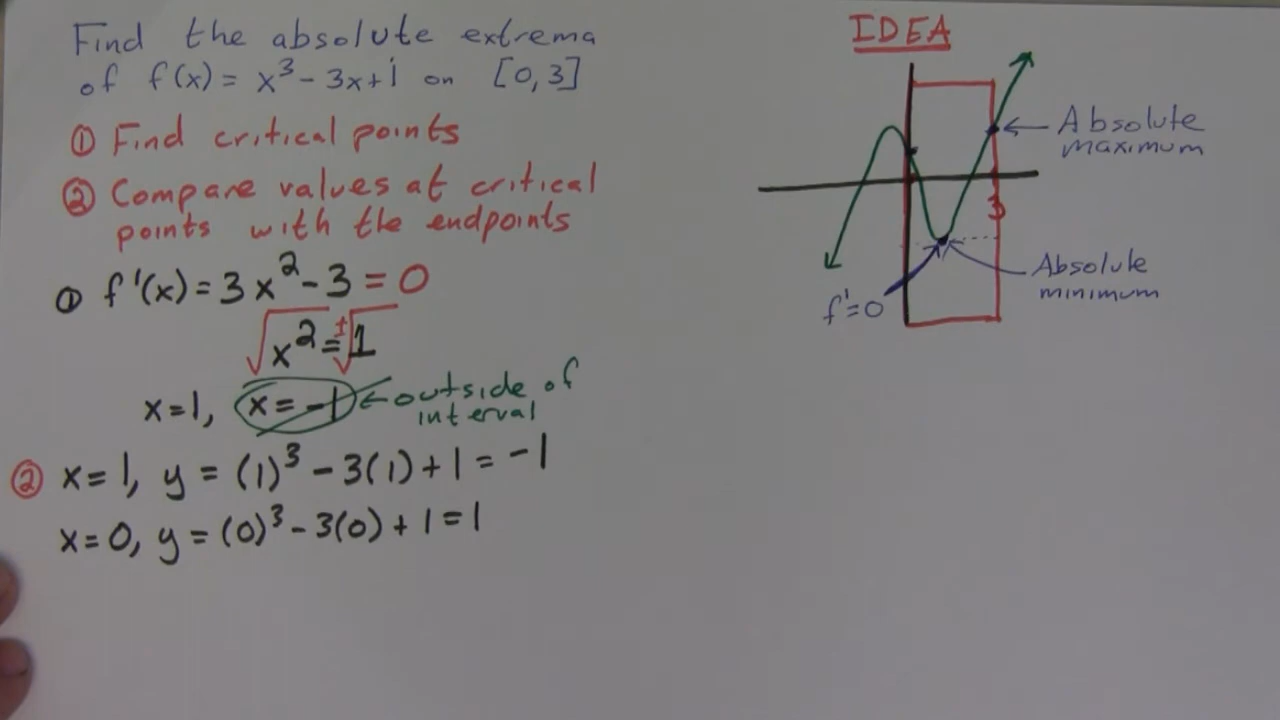 Find the absolute extrema
of f(x) = x³ - 3x + 1 on [0, 3]
① Find critical points
② Compare values at critical
points with the endpoints
① f'(x) = 3x² - 3 = 0
√x² = ±√1
x = 1, x = -1 ← outside of
interval
② x = 1, y = (1)³ - 3(1) + 1 = -1
x = 0, y = (0)³ - 3(0) + 1 = 1
IDEA
Absolute
maximum
3
Absolute
minimum
f' = 0